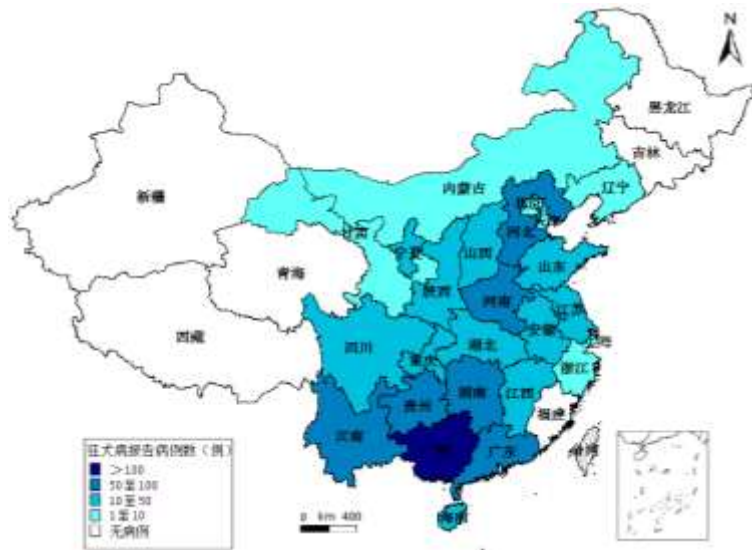 N
黑龙江
吉林
辽宁
内蒙古
新疆
甘肃
北京
天津
河北
宁夏
山西
山东
青海
陕西
河南
江苏
西藏
安徽
上海
四川
湖北
重庆
浙江
湖南
江西
贵州
福建
云南
广东
台湾
海南
狂犬病报告病例数（例）
＞100
50至100
10至50
1至10
无病例
0 km 400